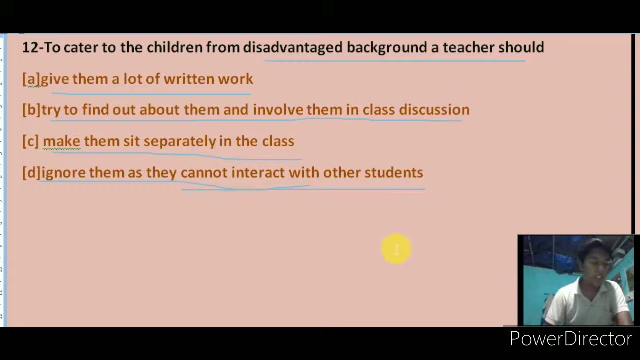 12-To cater to the children from disadvantaged background a teacher should
[a]give them a lot of written work
[b]try to find out about them and involve them in class discussion
[c] make them sit separately in the class
[d]ignore them as they cannot interact with other students
PowerDirector